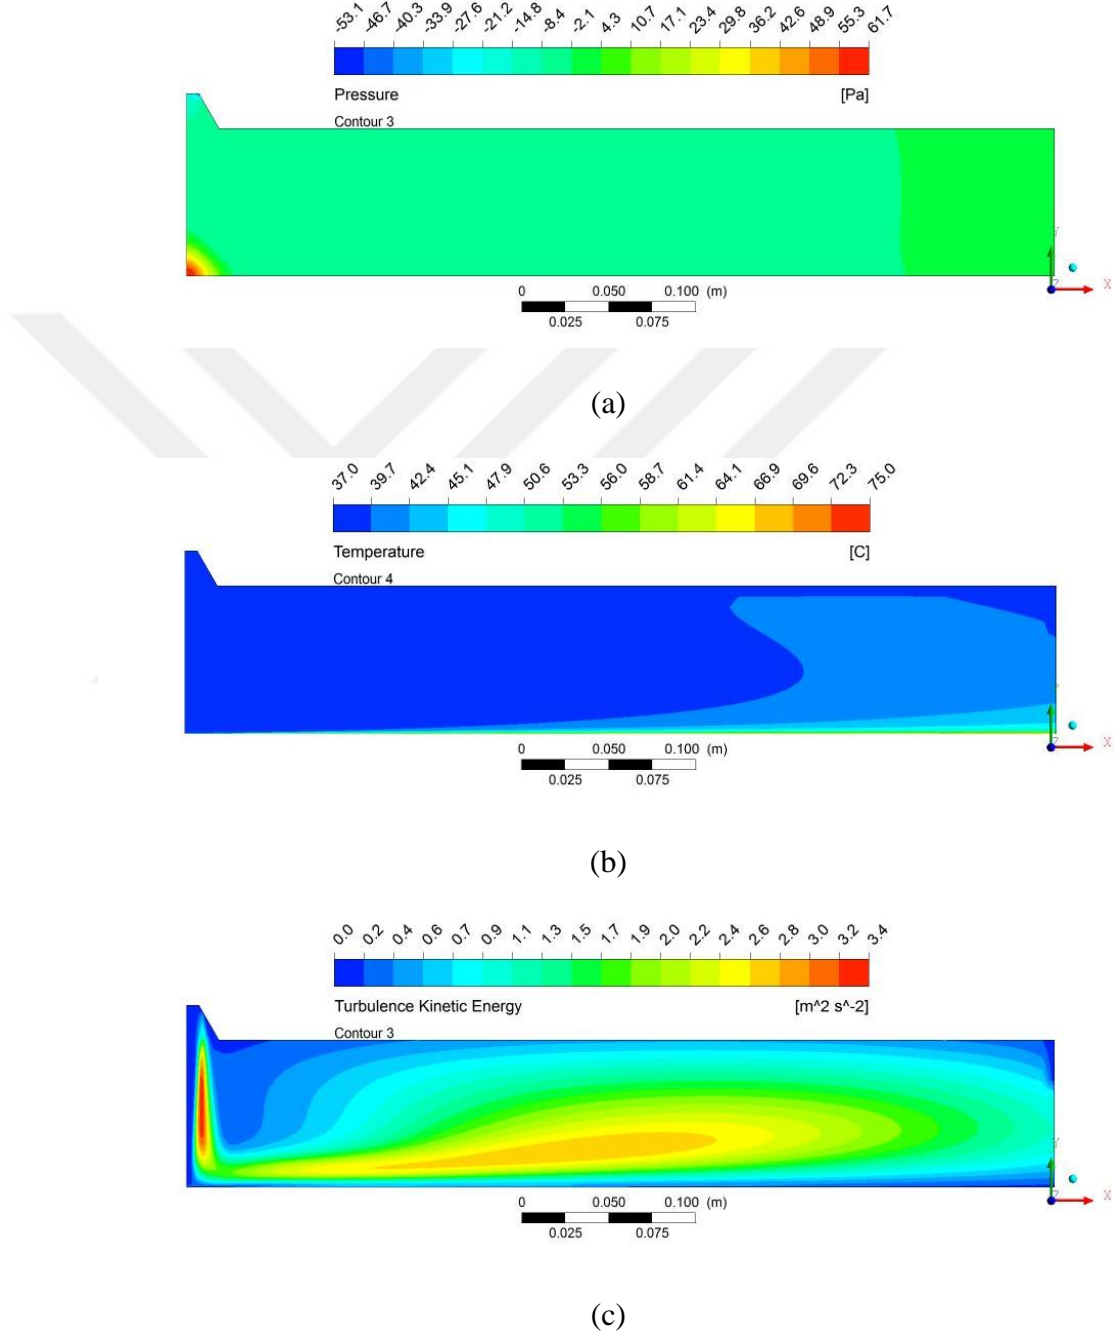 -53.1 -46.7 -40.3 -33.9 -27.6 -21.2 -14.8 -8.4 -2.1 4.3 10.7 17.1 23.4 29.8 36.2 42.6 48.9 55.3 61.7
Pressure [Pa]
Contour 3
Y
Z X
0 0.050 0.100 (m)
0.025 0.075
(a)
37.0 39.7 42.4 45.1 47.9 50.6 53.3 56.0 58.7 61.4 64.1 66.9 69.6 72.3 75.0
Temperature [C]
Contour 4
Y
Z X
0 0.050 0.100 (m)
0.025 0.075
(b)
0.0 0.2 0.4 0.6 0.7 0.9 1.1 1.3 1.5 1.7 1.9 2.0 2.2 2.4 2.6 2.8 3.0 3.2 3.4
Turbulence Kinetic Energy [m^2 s^-2]
Contour 3
Y
Z X
0 0.050 0.100 (m)
0.025 0.075
(c)